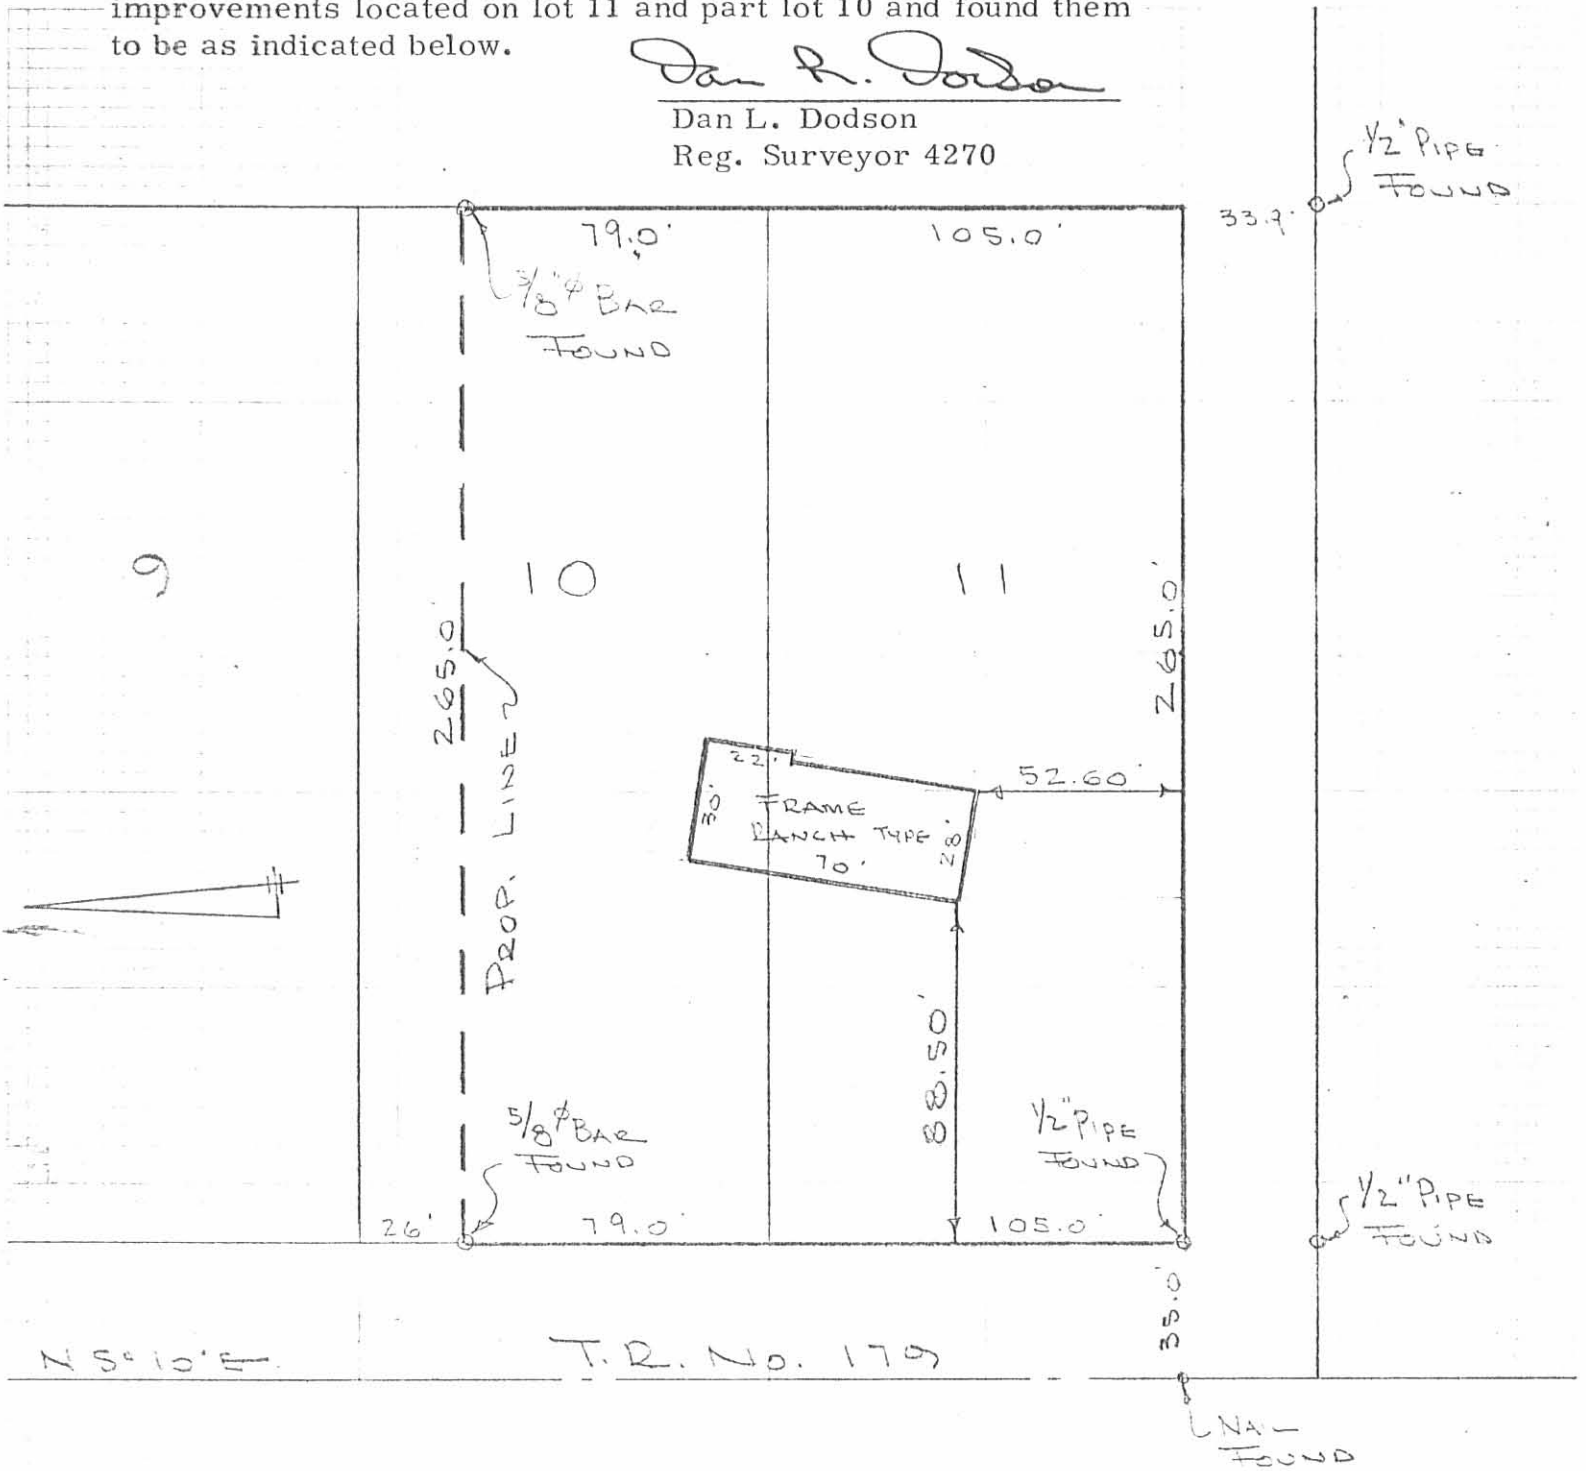 improvements located on lot 11 and part lot 10 and found them
to be as indicated below.
Dan L. Dodson
Dan L. Dodson
Reg. Surveyor 4270
1/2" PIPE
FOUND
79.0'
105.0'
5/8"⌀ BAR
FOUND
9
10
11
265.0'
PROP. LINE
265.0'
22'
30'
FRAME
RANCH TYPE
70'
28'
52.60'
88.50'
5/8"⌀ BAR
FOUND
1/2" PIPE
FOUND
1/2" PIPE
FOUND
26'
79.0'
105.0'
35.0'
N 5° 10' E
T.R. No. 179
NAIL
FOUND